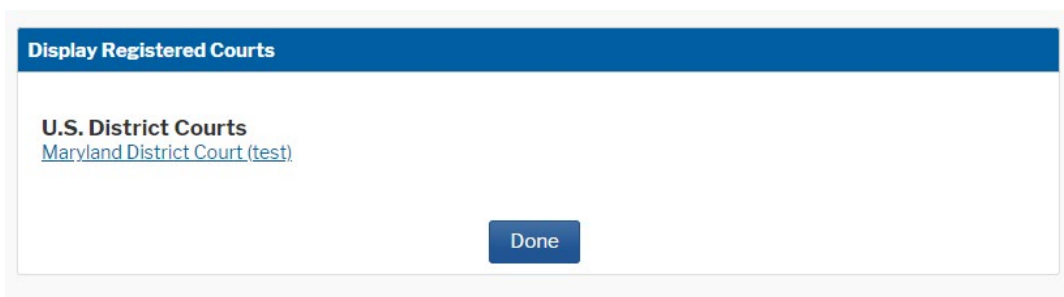 Display Registered Courts
U.S. District Courts
Maryland District Court (test)
Done